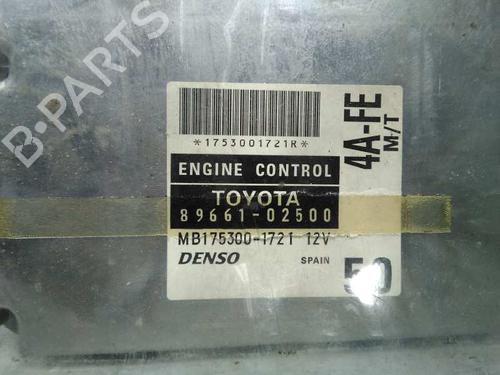 *1753001721R*
4A-FE
M/T
ENGINE CONTROL
TOYOTA
89661-02500
MB175300-1721 12V
DENSO
SPAIN
50
B-PARTS